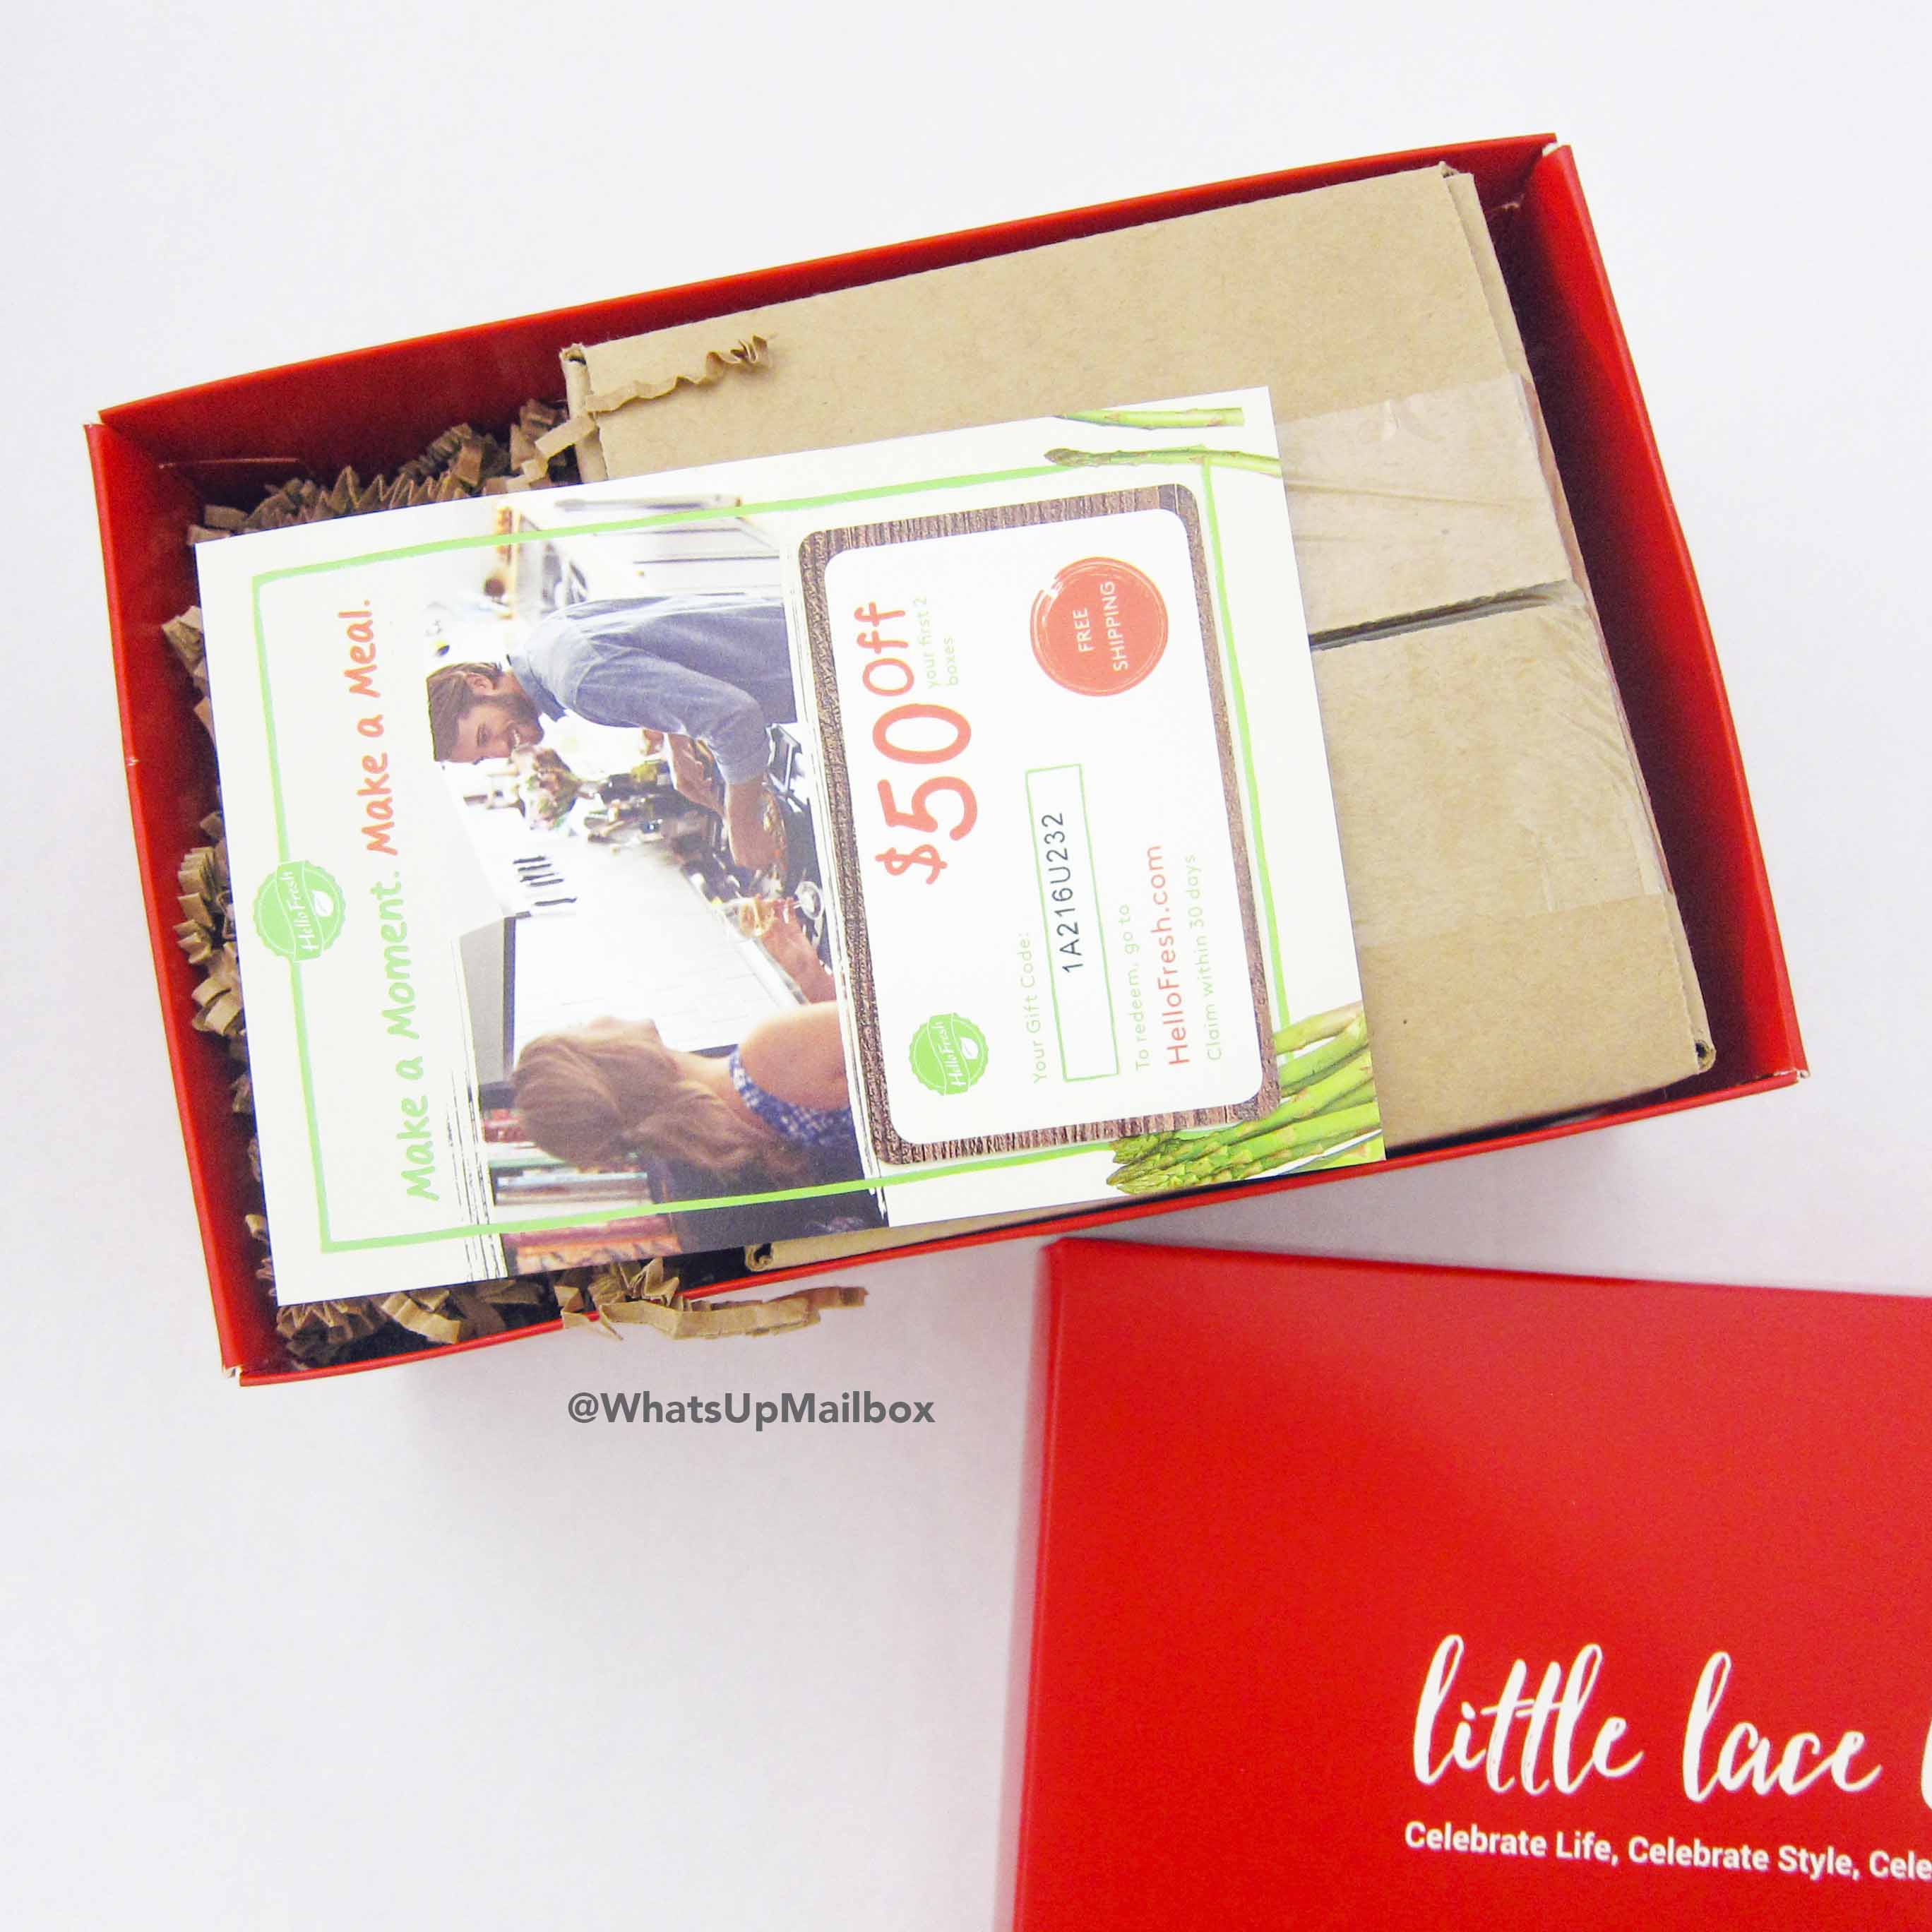 Make a Moment. Make a Meal.
HelloFresh
$50 Off
your first 2
boxes
FREE
SHIPPING
Your Gift Code:
1A216U232
To redeem, go to
HelloFresh.com
Claim within 30 days
HelloFresh
@WhatsUpMailbox
little lace
Celebrate Life, Celebrate Style, Cele